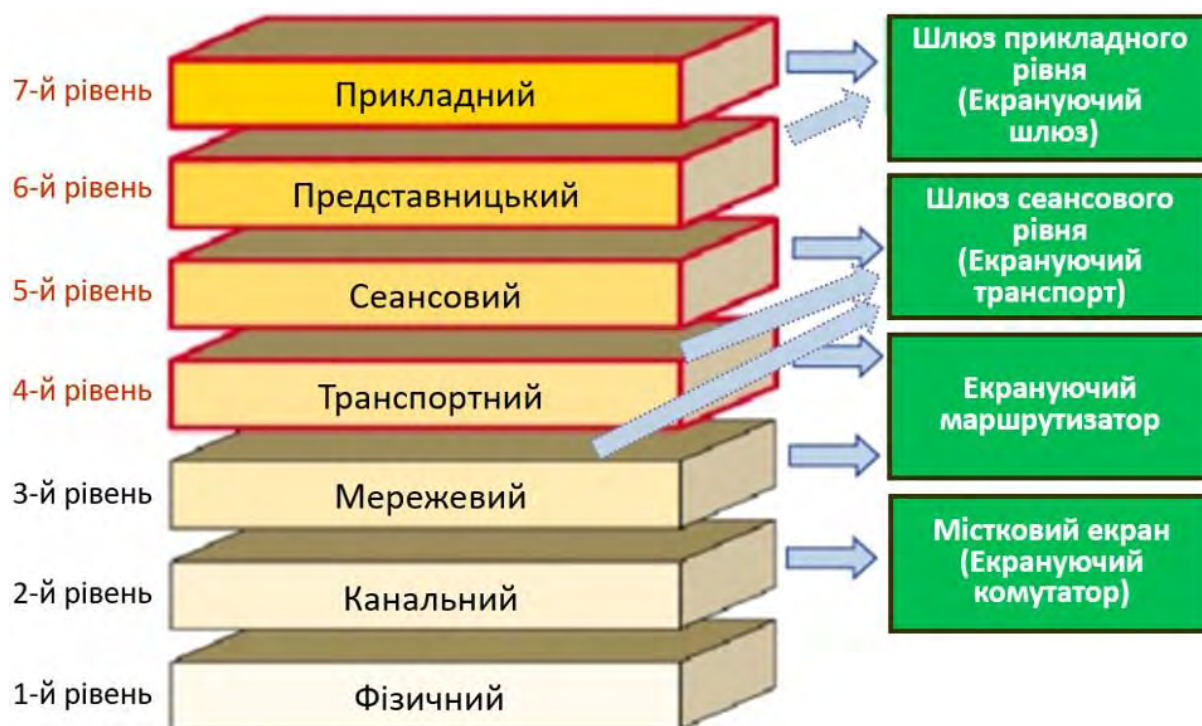 7-й рівень
Прикладний
6-й рівень
Представницький
5-й рівень
Сеансовий
4-й рівень
Транспортний
3-й рівень
Мережевий
2-й рівень
Канальний
1-й рівень
Фізичний
Шлюз прикладного
рівня
(Екрануючий
шлюз)
Шлюз сеансового
рівня
(Екрануючий
транспорт)
Екрануючий
маршрутизатор
Містковий екран
(Екрануючий
комутатор)